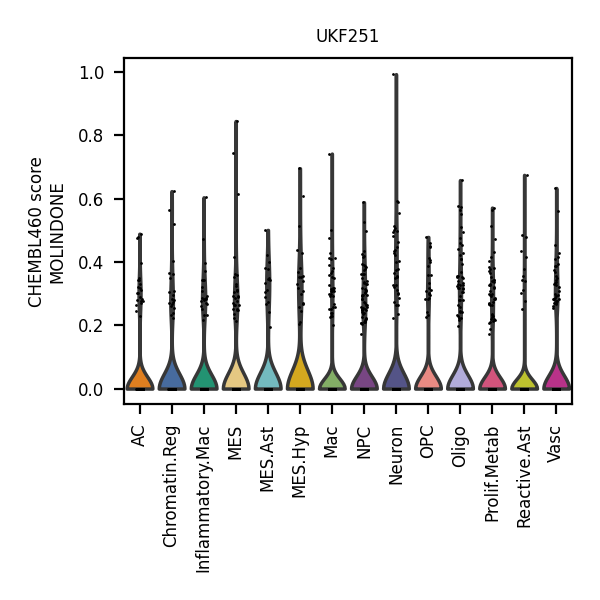 UKF251
CHEMBL460 score
MOLINDONE
1.0
0.8
0.6
0.4
0.2
0.0
AC
Chromatin.Reg
Inflammatory.Mac
MES
MES.Ast
MES.Hyp
Mac
NPC
Neuron
OPC
Oligo
Prolif.Metab
Reactive.Ast
Vasc